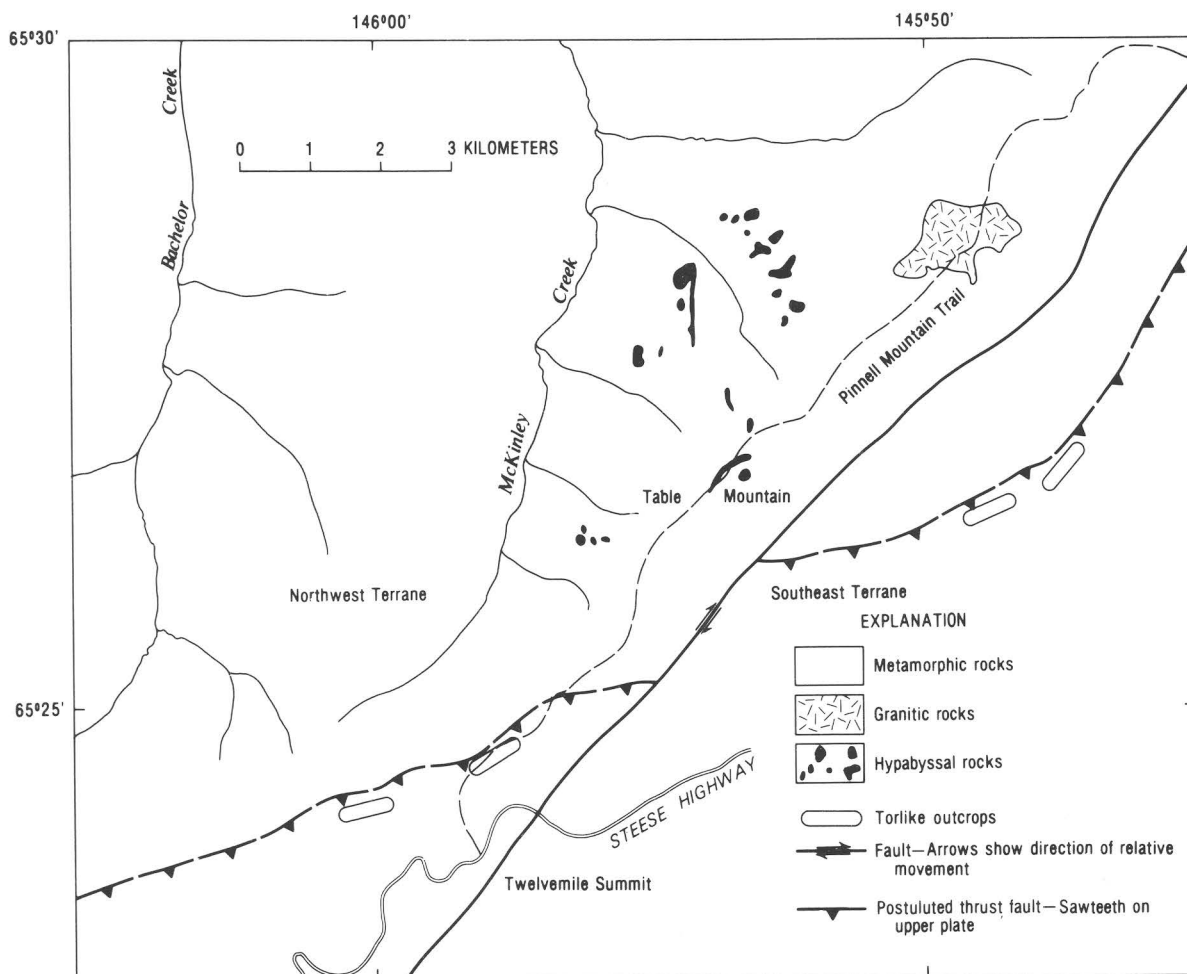 146°00'
145°50'
65°30'
Creek
Bachelor
0 1 2 3 KILOMETERS
Creek
McKinley
Pinnell Mountain Trail
Table Mountain
Northwest Terrane
Southeast Terrane
65°25'
STEESE HIGHWAY
Twelvemile Summit
EXPLANATION
Metamorphic rocks
Granitic rocks
Hypabyssal rocks
Torlike outcrops
Fault—Arrows show direction of relative
movement
Postuluted thrust fault—Sawteeth on
upper plate